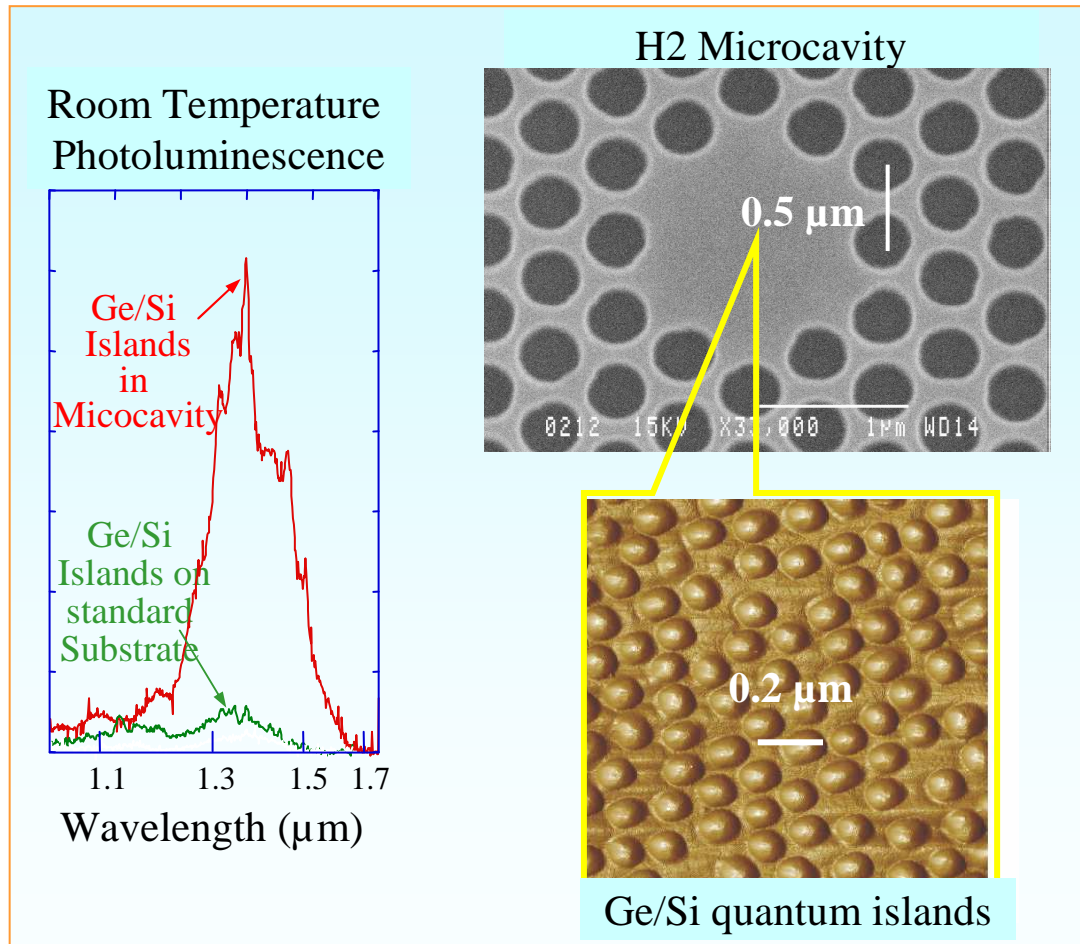 Room Temperature
Photoluminescence
Ge/Si
Islands
in
Micocavity
Ge/Si
Islands on
standard
Substrate
1.1 1.3 1.5 1.7
Wavelength (µm)
H2 Microcavity
0.5 µm
0212 15KV X33,000 1µm WD14
0.2 µm
Ge/Si quantum islands